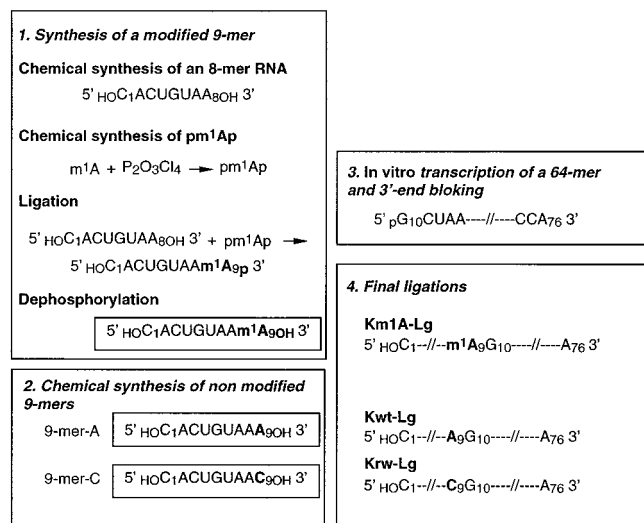 1. Synthesis of a modified 9-mer
Chemical synthesis of an 8-mer RNA
5' HOC1ACUGUAA8OH 3'
Chemical synthesis of pm1Ap
m1A + P2O3Cl4 → pm1Ap
Ligation
5' HOC1ACUGUAA8OH 3' + pm1Ap →
5' HOC1ACUGUAAm1A9p 3'
Dephosphorylation
5' HOC1ACUGUAAm1A9OH 3'
2. Chemical synthesis of non modified
9-mers
9-mer-A 5' HOC1ACUGUAAA9OH 3'
9-mer-C 5' HOC1ACUGUAAC9OH 3'
3. In vitro transcription of a 64-mer
and 3'-end bloking
5' pG10CUAA----//----CCA76 3'
4. Final ligations
Km1A-Lg
5' HOC1--//--m1A9G10----//----A76 3'
Kwt-Lg
5' HOC1--//--A9G10----//----A76 3'
Krw-Lg
5' HOC1--//--C9G10----//----A76 3'